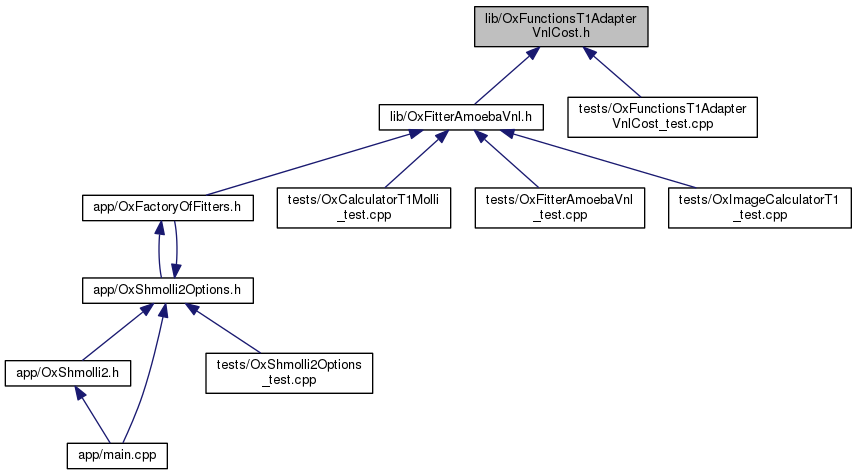 lib/OxFunctionsT1Adapter
VnlCost.h
lib/OxFitterAmoebaVnl.h
tests/OxFunctionsT1Adapter
VnlCost_test.cpp
app/OxFactoryOfFitters.h
tests/OxCalculatorT1Molli
_test.cpp
tests/OxFitterAmoebaVnl
_test.cpp
tests/OxImageCalculatorT1
_test.cpp
app/OxShmolli2Options.h
app/OxShmolli2.h
tests/OxShmolli2Options
_test.cpp
app/main.cpp